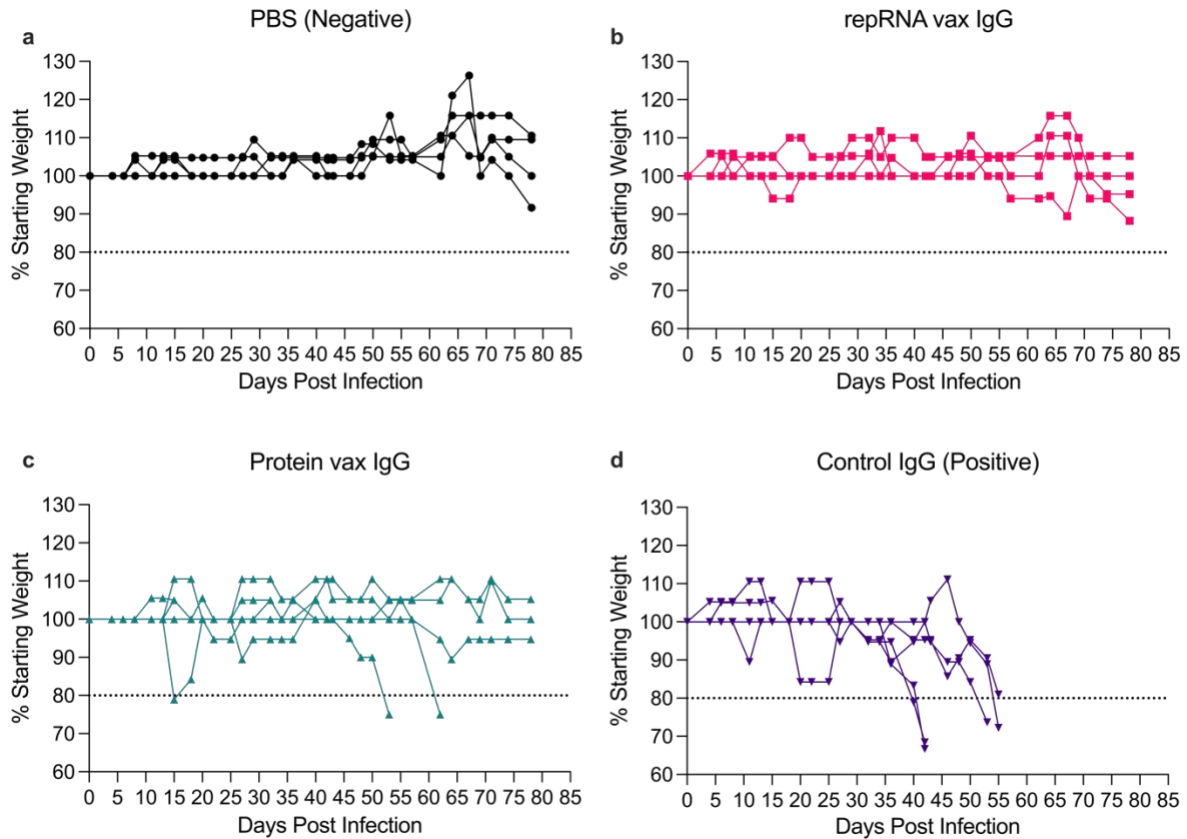 a
PBS (Negative)
130
120
110
100
90
80
70
60
% Starting Weight
0 5 10 15 20 25 30 35 40 45 50 55 60 65 70 75 80 85
Days Post Infection
b
repRNA vax IgG
130
120
110
100
90
80
70
60
% Starting Weight
0 5 10 15 20 25 30 35 40 45 50 55 60 65 70 75 80 85
Days Post Infection
c
Protein vax IgG
130
120
110
100
90
80
70
60
% Starting Weight
0 5 10 15 20 25 30 35 40 45 50 55 60 65 70 75 80 85
Days Post Infection
d
Control IgG (Positive)
130
120
110
100
90
80
70
60
% Starting Weight
0 5 10 15 20 25 30 35 40 45 50 55 60 65 70 75 80 85
Days Post Infection